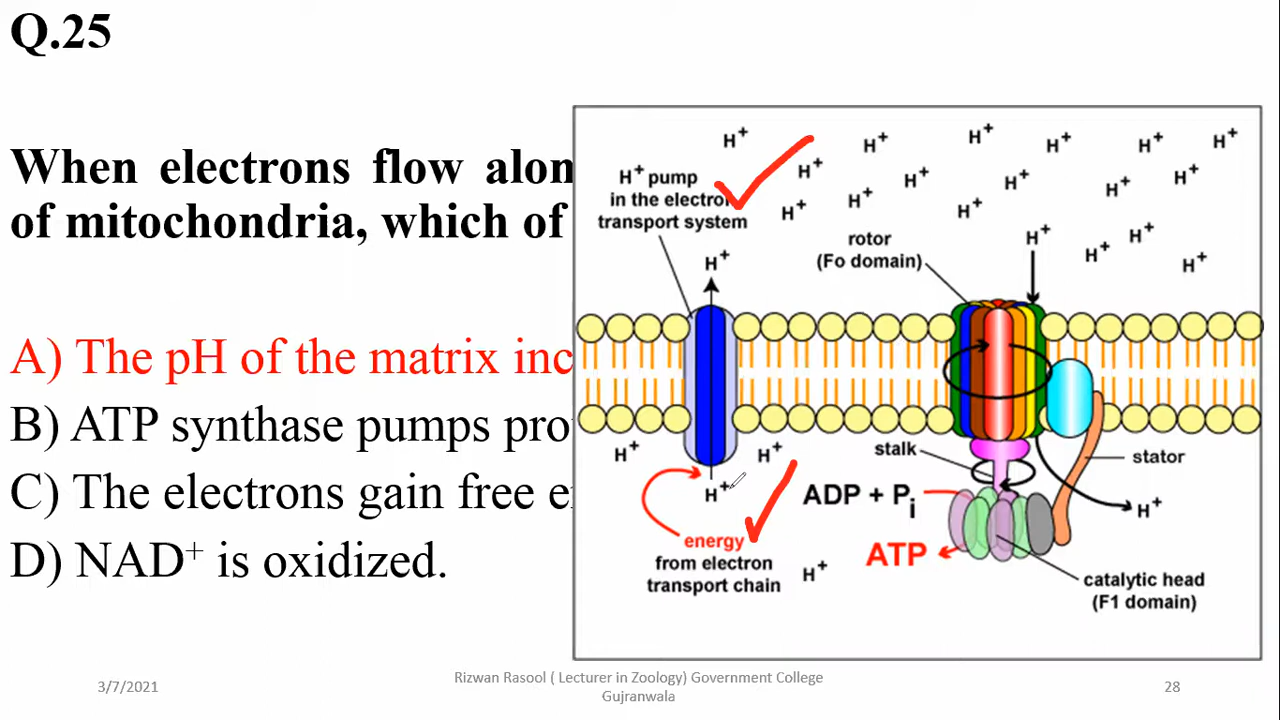 Q.25
When electrons flow alon
of mitochondria, which of
A) The pH of the matrix inc
B) ATP synthase pumps pro
C) The electrons gain free e
D) NAD⁺ is oxidized.
H⁺ H⁺ H⁺ H⁺ H⁺ H⁺
H⁺ pump
in the electron
transport system
H⁺ H⁺ H⁺ H⁺ H⁺
H⁺ H⁺ H⁺
rotor
(Fo domain)
H⁺ H⁺ H⁺ H⁺
H⁺
H⁺ H⁺
stalk
stator
H⁺
ADP + Pi
H⁺
energy
from electron
transport chain
ATP
H⁺
catalytic head
(F1 domain)
3/7/2021
Rizwan Rasool ( Lecturer in Zoology) Government College
Gujranwala
28